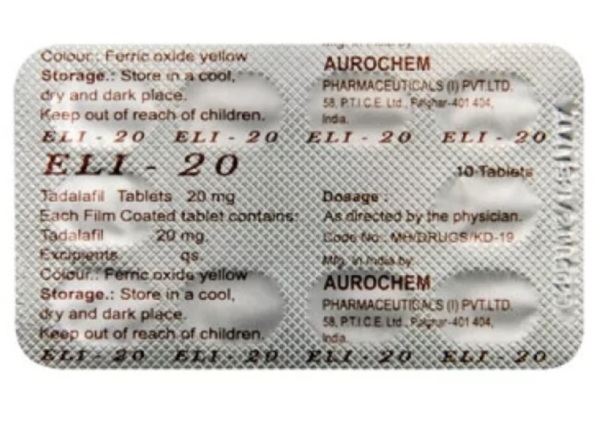 Colour.: Ferric oxide yellow
Storage.: Store in a cool,
dry and dark place.
Keep out of reach of children.
Mfg. in India by
AUROCHEM
PHARMACEUTICALS (I) PVT.LTD.
58, P.T.I.C.E. Ltd., Palghar-401 404,
India.
ELI - 20 ELI - 20 ELI - 20 ELI - 20
ELI - 20
10 Tablets
Tadalafil Tablets 20 mg
Each Film Coated tablet contains:
Tadalafil 20 mg.
Excipients qs.
Colour.: Ferric oxide yellow
Storage.: Store in a cool,
dry and dark place.
Keep out of reach of children.
Dosage :
As directed by the physician.
Code No.: MH/DRUGS/KD-19
Mfg. in India by:
AUROCHEM
PHARMACEUTICALS (I) PVT.LTD.
58, P.T.I.C.E. Ltd., Palghar-401 404,
India.
ELI - 20 ELI - 20 ELI 20 ELI - 20